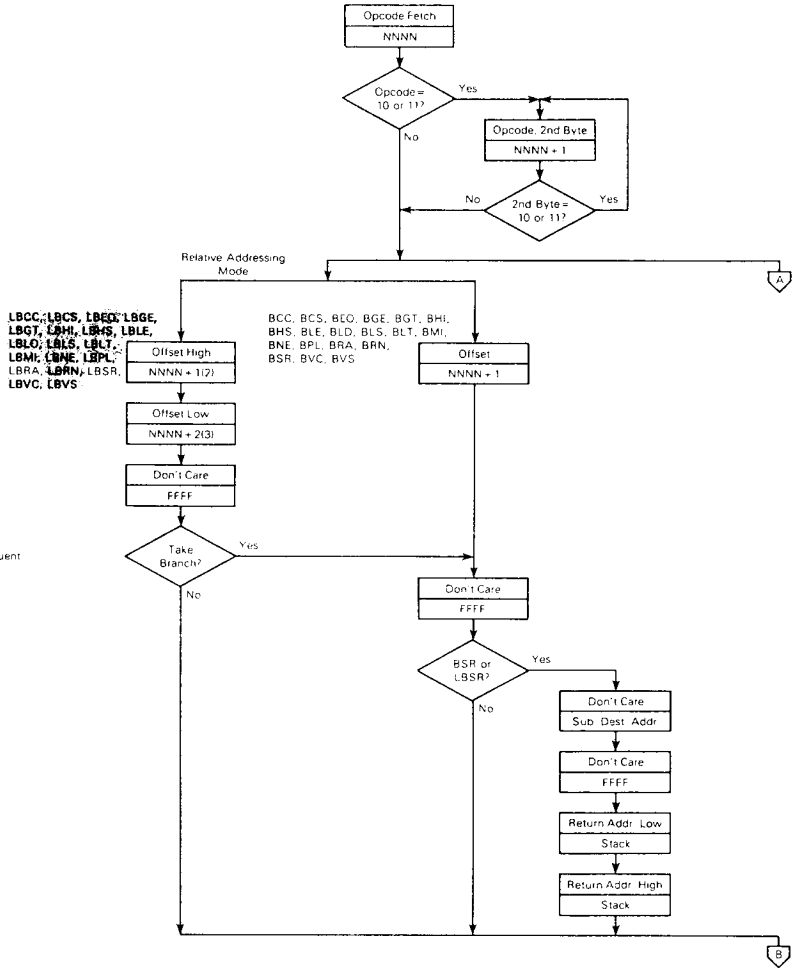 Opcode Fetch
NNNN
Opcode=
10 or 11?
Yes
No
Opcode, 2nd Byte
NNNN + 1
2nd Byte=
10 or 11?
No
Yes
A
Relative Addressing
Mode
LBCC, LBCS, LBEQ, LBGE,
LBGT, LBHI, LBHS, LBLE,
LBLO, LBLS, LBLT,
LBMI, LBNE, LBPL,
LBRA, LBRN, LBSR,
LBVC, LBVS
Offset High
NNNN + 1(2)
Offset Low
NNNN + 2(3)
Don't Care
FFFF
Take
Branch?
Yes
No
BCC, BCS, BEQ, BGE, BGT, BHI,
BHS, BLE, BLO, BLS, BLT, BMI,
BNE, BPL, BRA, BRN,
BSR, BVC, BVS
Offset
NNNN + 1
uent
Don't Care
FFFF
BSR or
LBSR?
Yes
No
Don't Care
Sub Dest Addr
Don't Care
FFFF
Return Addr Low
Stack
Return Addr High
Stack
B